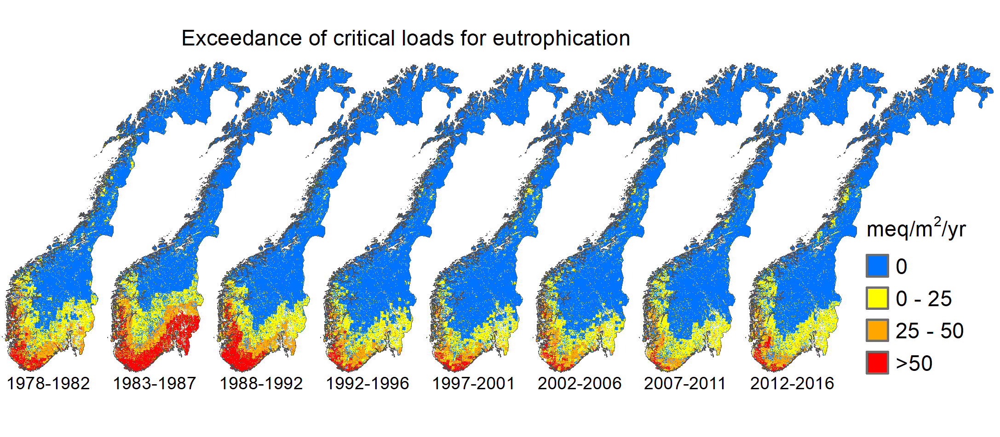 Exceedance of critical loads for eutrophication
meq/m²/yr
0
0 - 25
25 - 50
>50
1978-1982
1983-1987
1988-1992
1992-1996
1997-2001
2002-2006
2007-2011
2012-2016